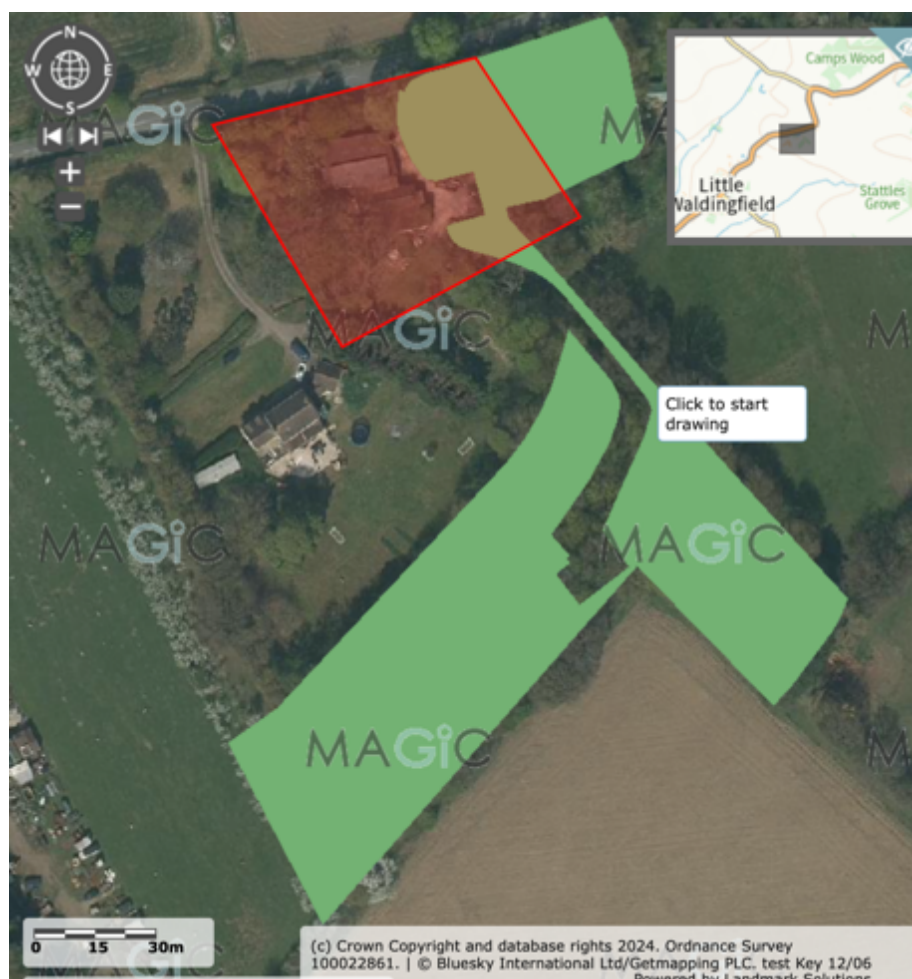 N
W E
S
Camps Wood
Little
Waldingfield
Stattles
Grove
MAGiC
MAGiC
MAGiC
Click to start
drawing
MAGiC
MAGiC
MAGiC
0 15 30m
(c) Crown Copyright and database rights 2024. Ordnance Survey
100022861. | © Bluesky International Ltd/Getmapping PLC. test Key 12/06
Powered by Landmark Solutions